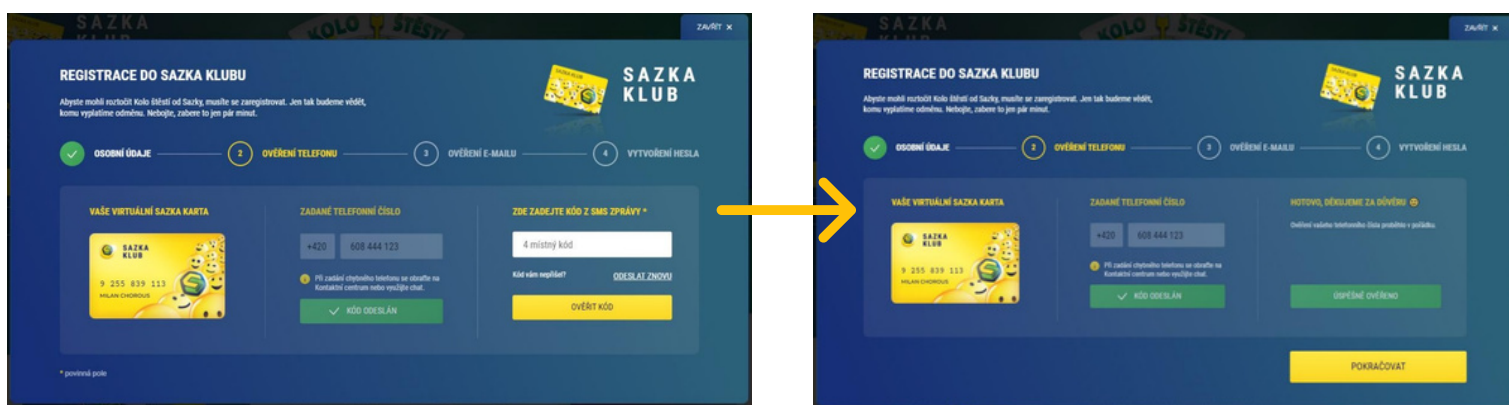 SAZKA
KOLO ŠTĚSTÍ
ZAVŘÍT ×
REGISTRACE DO SAZKA KLUBU
Abyste mohli roztočit Kolo štěstí od Sazky, musíte se zaregistrovat. Jen tak budeme vědět,
komu vyplatíme odměnu. Nebojte, zabere to jen pár minut.
SAZKA
KLUB
OSOBNÍ ÚDAJE
2 OVĚŘENÍ TELEFONU
3 OVĚŘENÍ E-MAILU
4 VYTVOŘENÍ HESLA
VAŠE VIRTUÁLNÍ SAZKA KARTA
SAZKA
KLUB
9 255 839 113
MILAN CHOROUS
ZADANÉ TELEFONNÍ ČÍSLO
+420 608 444 123
Při zadání chybného telefonu se obraťte na
Kontaktní centrum nebo využijte chat.
KÓD ODESLÁN
ZDE ZADEJTE KÓD Z SMS ZPRÁVY *
4 místný kód
Kód vám nepřišel? ODESLAT ZNOVU
OVĚŘIT KÓD
* povinná pole
SAZKA
KOLO ŠTĚSTÍ
ZAVŘÍT ×
REGISTRACE DO SAZKA KLUBU
Abyste mohli roztočit Kolo štěstí od Sazky, musíte se zaregistrovat. Jen tak budeme vědět,
komu vyplatíme odměnu. Nebojte, zabere to jen pár minut.
SAZKA
KLUB
OSOBNÍ ÚDAJE
2 OVĚŘENÍ TELEFONU
3 OVĚŘENÍ E-MAILU
4 VYTVOŘENÍ HESLA
VAŠE VIRTUÁLNÍ SAZKA KARTA
SAZKA
KLUB
9 255 839 113
MILAN CHOROUS
ZADANÉ TELEFONNÍ ČÍSLO
+420 608 444 123
Při zadání chybného telefonu se obraťte na
Kontaktní centrum nebo využijte chat.
KÓD ODESLÁN
HOTOVO, DĚKUJEME ZA DŮVĚRU
Ověření vašeho telefonního čísla proběhlo v pořádku.
ÚSPĚŠNĚ OVĚŘENO
POKRAČOVAT